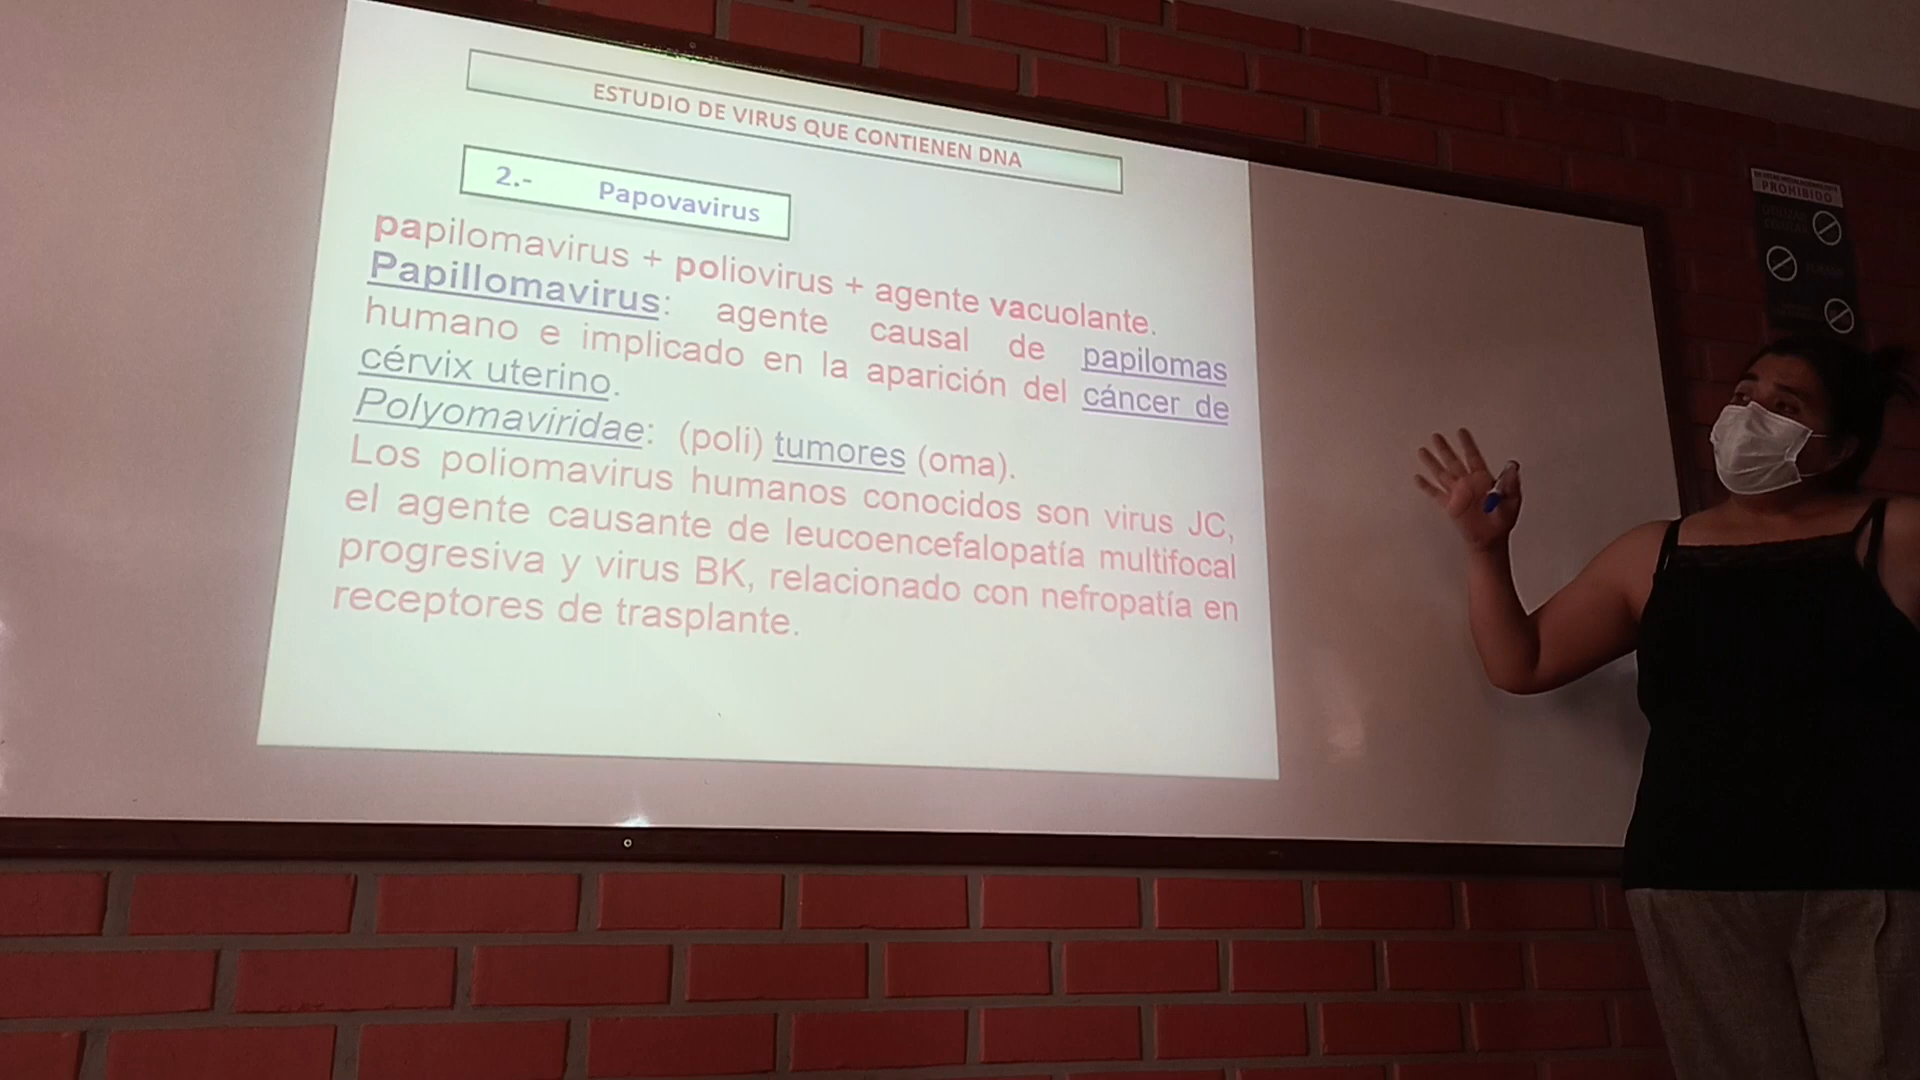 ESTUDIO DE VIRUS QUE CONTIENEN DNA
2.- Papovavirus
papilomavirus + poliovirus + agente vacuolante.
Papillomavirus: agente causal de papilomas
humano e implicado en la aparición del cáncer de
cérvix uterino.
Polyomaviridae: (poli) tumores (oma).
Los poliomavirus humanos conocidos son virus JC,
el agente causante de leucoencefalopatía multifocal
progresiva y virus BK, relacionado con nefropatía en
receptores de trasplante.
PROHIBIDO